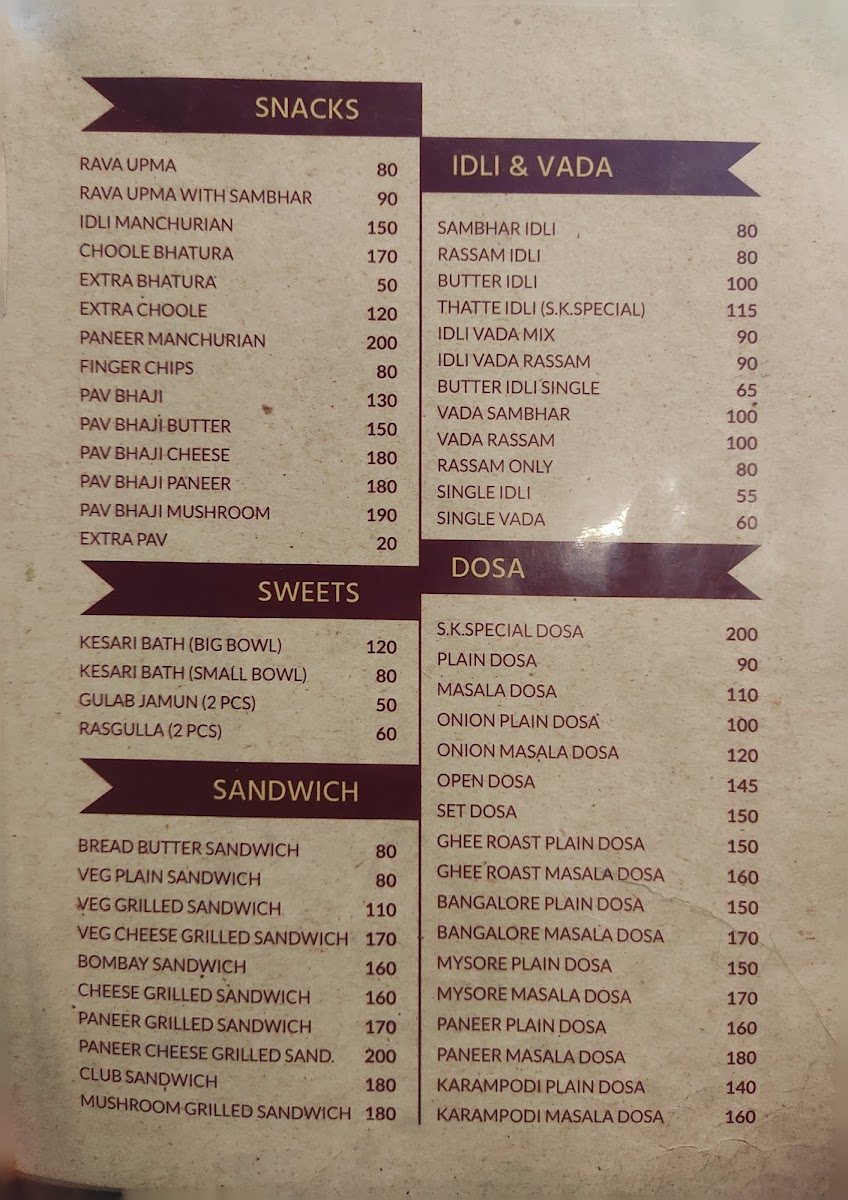 SNACKS
RAVA UPMA 80
RAVA UPMA WITH SAMBHAR 90
IDLI MANCHURIAN 150
CHOOLE BHATURA 170
EXTRA BHATURA 50
EXTRA CHOOLE 120
PANEER MANCHURIAN 200
FINGER CHIPS 80
PAV BHAJI 130
PAV BHAJI BUTTER 150
PAV BHAJI CHEESE 180
PAV BHAJI PANEER 180
PAV BHAJI MUSHROOM 190
EXTRA PAV 20
SWEETS
KESARI BATH (BIG BOWL) 120
KESARI BATH (SMALL BOWL) 80
GULAB JAMUN (2 PCS) 50
RASGULLA (2 PCS) 60
SANDWICH
BREAD BUTTER SANDWICH 80
VEG PLAIN SANDWICH 80
VEG GRILLED SANDWICH 110
VEG CHEESE GRILLED SANDWICH 170
BOMBAY SANDWICH 160
CHEESE GRILLED SANDWICH 160
PANEER GRILLED SANDWICH 170
PANEER CHEESE GRILLED SAND. 200
CLUB SANDWICH 180
MUSHROOM GRILLED SANDWICH 180
IDLI & VADA
SAMBHAR IDLI 80
RASSAM IDLI 80
BUTTER IDLI 100
THATTE IDLI (S.K.SPECIAL) 115
IDLI VADA MIX 90
IDLI VADA RASSAM 90
BUTTER IDLI SINGLE 65
VADA SAMBHAR 100
VADA RASSAM 100
RASSAM ONLY 80
SINGLE IDLI 55
SINGLE VADA 60
DOSA
S.K.SPECIAL DOSA 200
PLAIN DOSA 90
MASALA DOSA 110
ONION PLAIN DOSA 100
ONION MASALA DOSA 120
OPEN DOSA 145
SET DOSA 150
GHEE ROAST PLAIN DOSA 150
GHEE ROAST MASALA DOSA 160
BANGALORE PLAIN DOSA 150
BANGALORE MASALA DOSA 170
MYSORE PLAIN DOSA 150
MYSORE MASALA DOSA 170
PANEER PLAIN DOSA 160
PANEER MASALA DOSA 180
KARAMPODI PLAIN DOSA 140
KARAMPODI MASALA DOSA 160